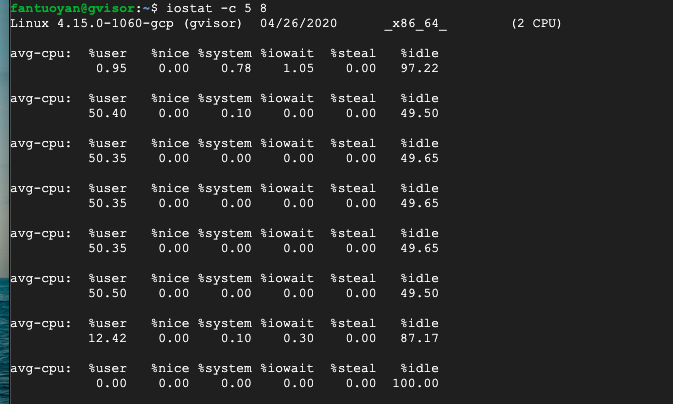 fantuoyan@gvisor:~$ iostat -c 5 8
Linux 4.15.0-1060-gcp (gvisor)  04/26/2020      _x86_64_        (2 CPU)
avg-cpu:  %user   %nice %system %iowait  %steal   %idle
           0.95    0.00    0.78    1.05    0.00   97.22
avg-cpu:  %user   %nice %system %iowait  %steal   %idle
          50.40    0.00    0.10    0.00    0.00   49.50
avg-cpu:  %user   %nice %system %iowait  %steal   %idle
          50.35    0.00    0.00    0.00    0.00   49.65
avg-cpu:  %user   %nice %system %iowait  %steal   %idle
          50.35    0.00    0.00    0.00    0.00   49.65
avg-cpu:  %user   %nice %system %iowait  %steal   %idle
          50.35    0.00    0.00    0.00    0.00   49.65
avg-cpu:  %user   %nice %system %iowait  %steal   %idle
          50.50    0.00    0.00    0.00    0.00   49.50
avg-cpu:  %user   %nice %system %iowait  %steal   %idle
          12.42    0.00    0.10    0.30    0.00   87.17
avg-cpu:  %user   %nice %system %iowait  %steal   %idle
           0.00    0.00    0.00    0.00    0.00  100.00